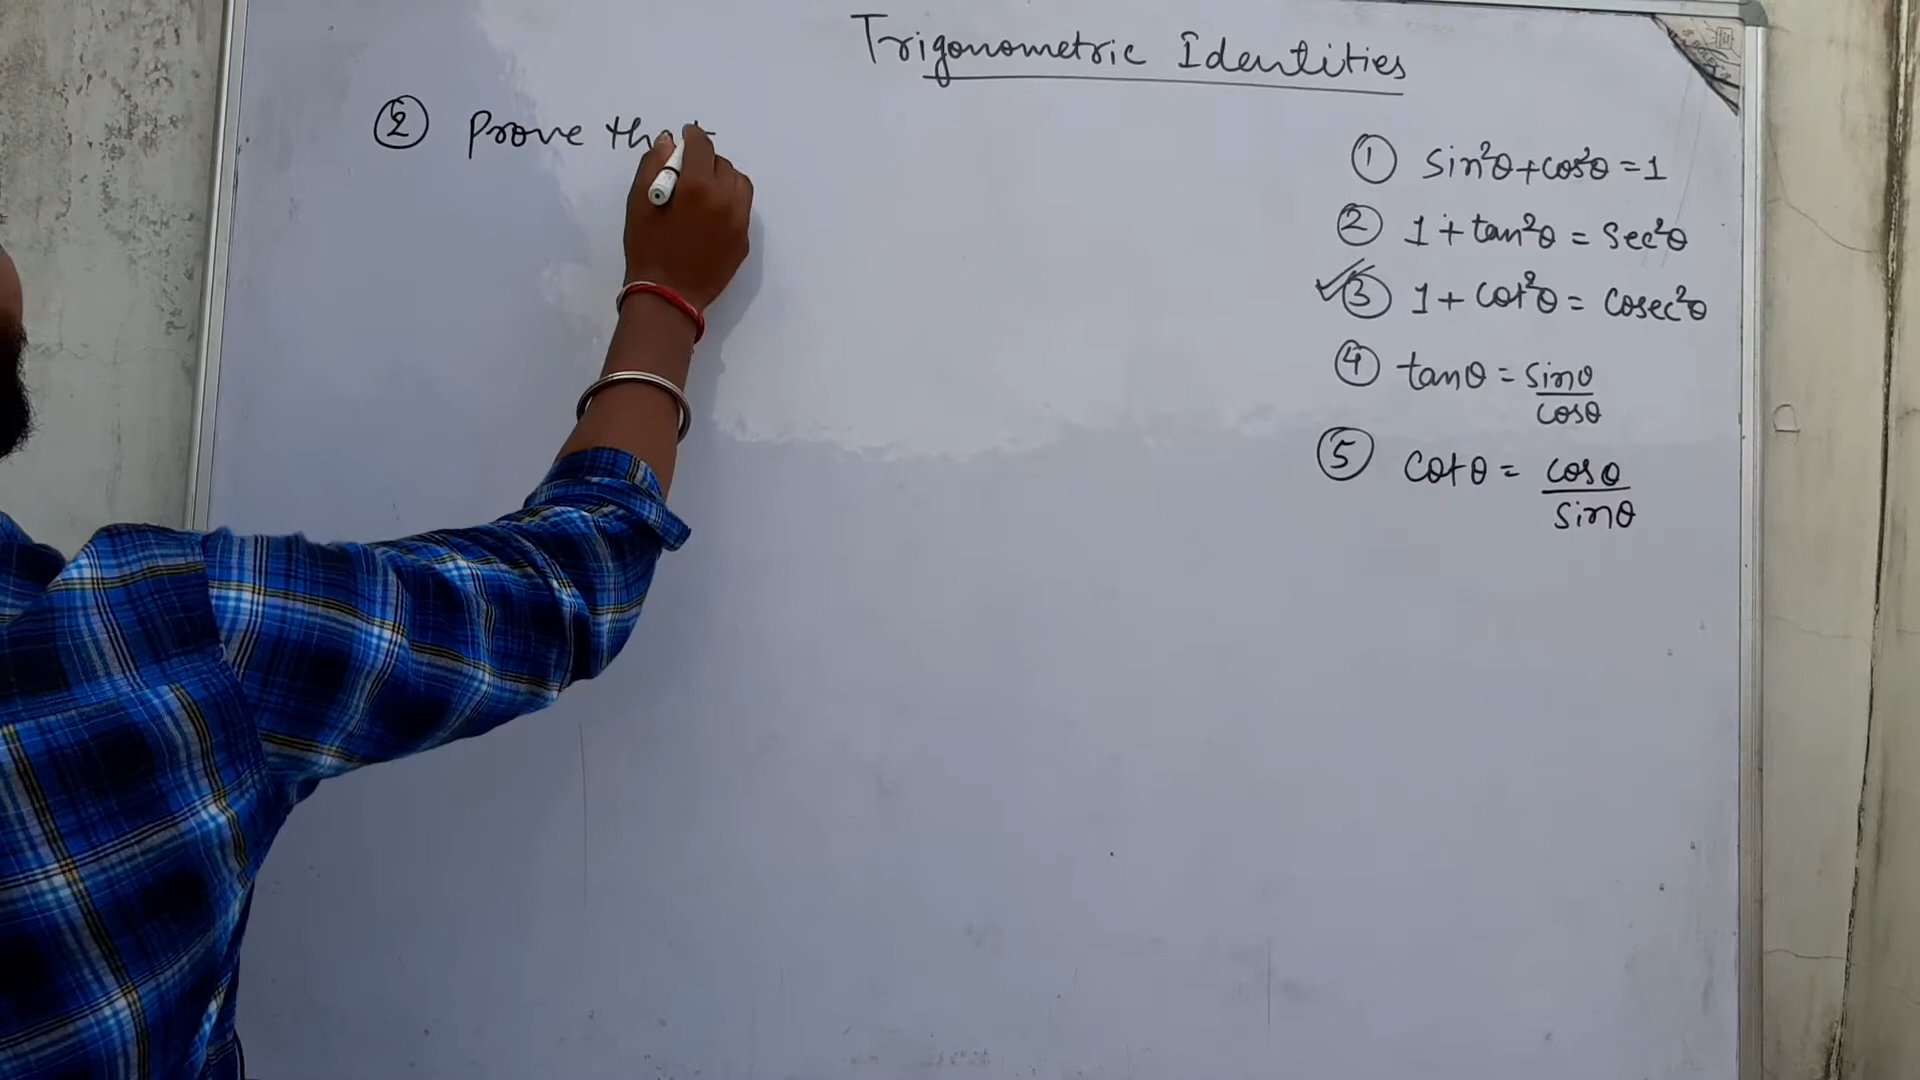 Trigonometric Identities
② Prove that
① sin²θ+cos²θ=1
② 1+tan²θ = sec²θ
✓③ 1+cot²θ = cosec²θ
④ tanθ = sinθ/cosθ
⑤ cotθ = cosθ/sinθ